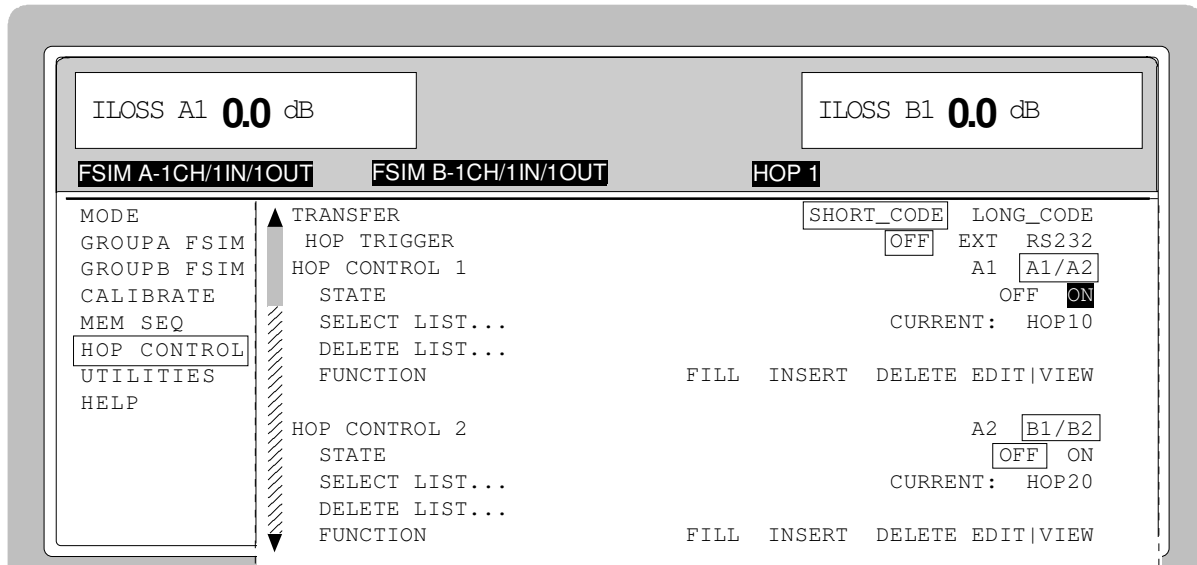 ILOSS A1 0.0 dB
ILOSS B1 0.0 dB
FSIM A-1CH/1IN/1OUT FSIM B-1CH/1IN/1OUT HOP 1
MODE
GROUPA FSIM
GROUPB FSIM
CALIBRATE
MEM SEQ
HOP CONTROL
UTILITIES
HELP
TRANSFER SHORT_CODE LONG_CODE
HOP TRIGGER OFF EXT RS232
HOP CONTROL 1 A1 A1/A2
STATE OFF ON
SELECT LIST... CURRENT: HOP10
DELETE LIST...
FUNCTION FILL INSERT DELETE EDIT|VIEW
HOP CONTROL 2 A2 B1/B2
STATE OFF ON
SELECT LIST... CURRENT: HOP20
DELETE LIST...
FUNCTION FILL INSERT DELETE EDIT|VIEW